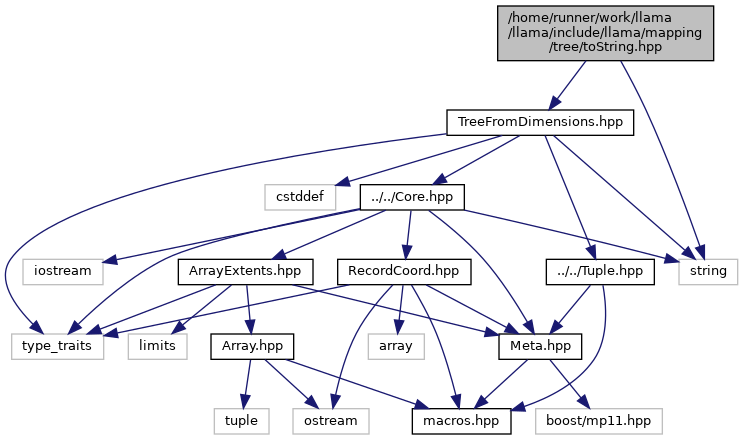 /home/runner/work/llama
/llama/include/llama/mapping
/tree/toString.hpp
TreeFromDimensions.hpp
cstddef
../../Core.hpp
iostream
ArrayExtents.hpp
RecordCoord.hpp
../../Tuple.hpp
string
type_traits
limits
Array.hpp
array
Meta.hpp
tuple
ostream
macros.hpp
boost/mp11.hpp